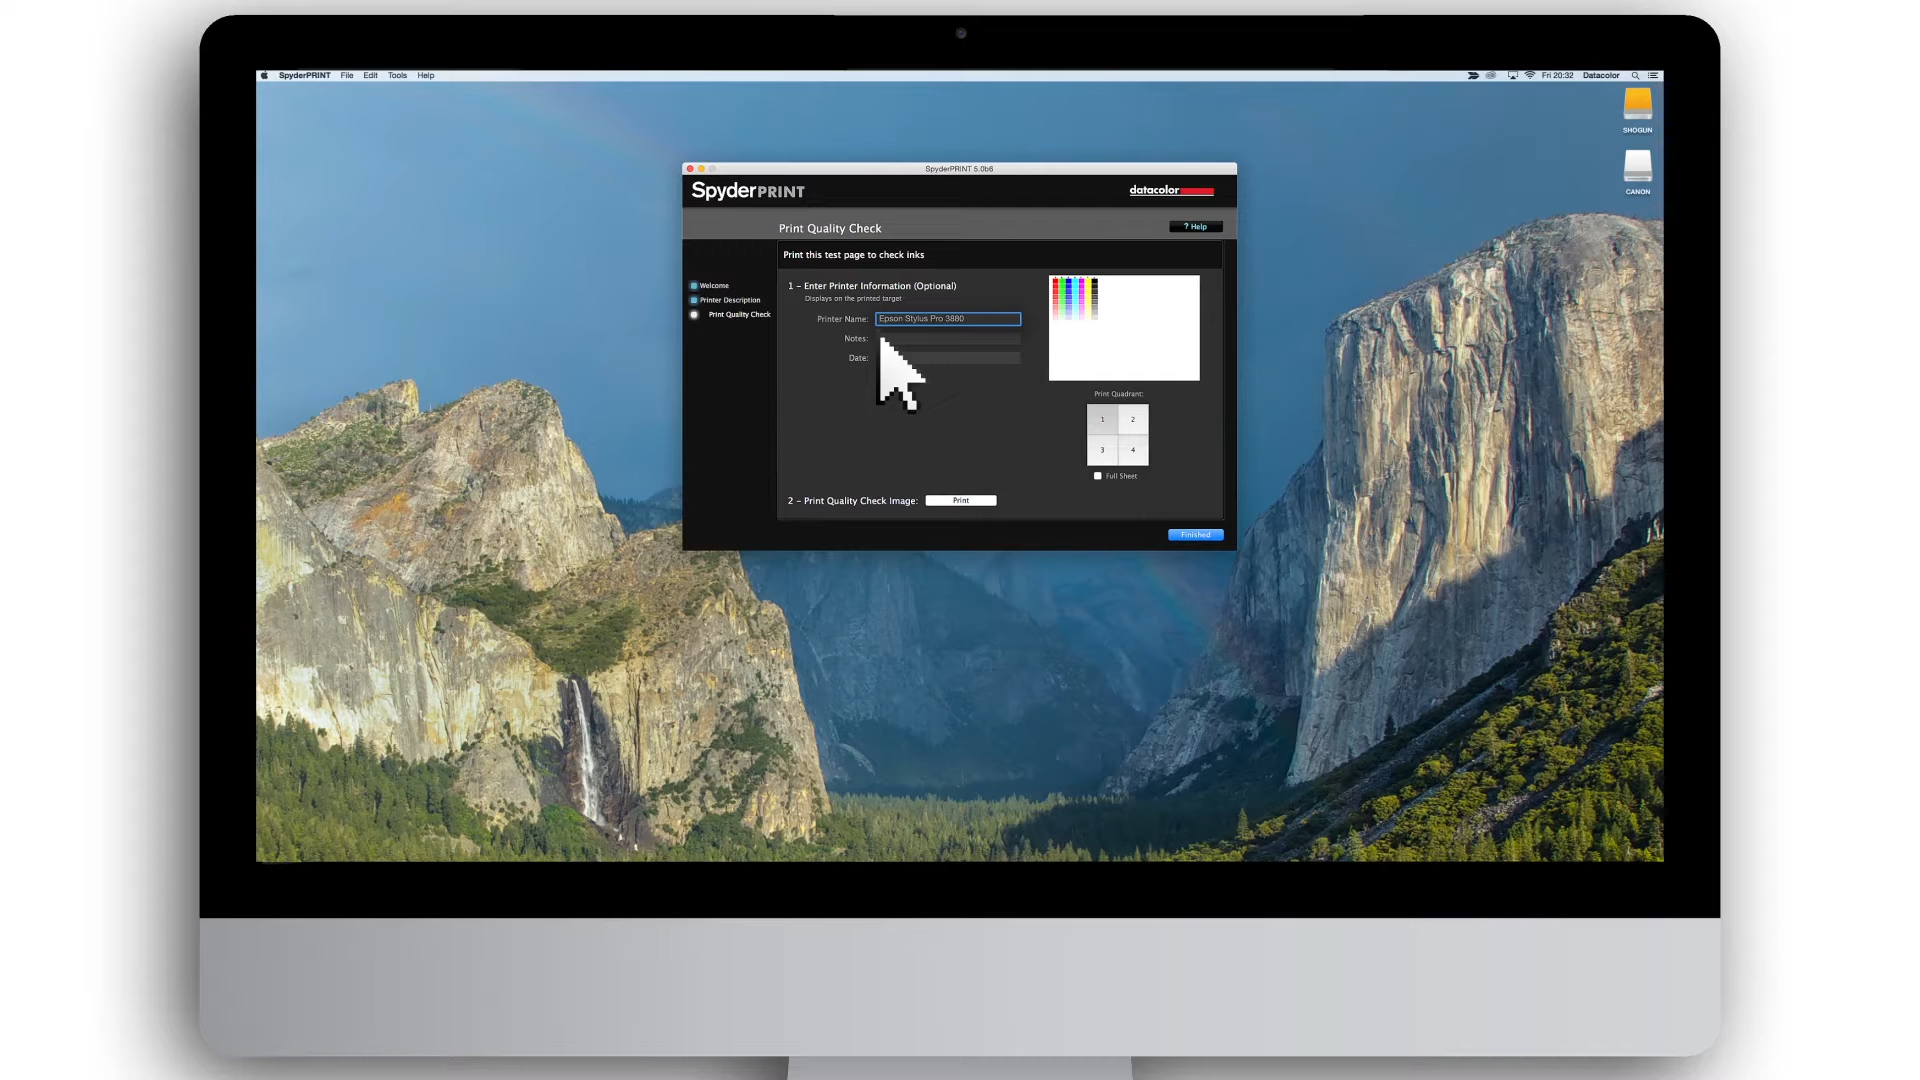 SpyderPRINT File Edit Tools Help
Fri 20:32 Datacolor
SHOGUN
CANON
SpyderPRINT 5.0b6
SpyderPRINT
datacolor
Print Quality Check
? Help
Print this test page to check inks
Welcome
Printer Description
Print Quality Check
1 - Enter Printer Information (Optional)
Displays on the printed target
Printer Name: Epson Stylus Pro 3880
Notes:
Date:
Print Quadrant:
1 2
3 4
Full Sheet
2 - Print Quality Check Image: Print
Finished